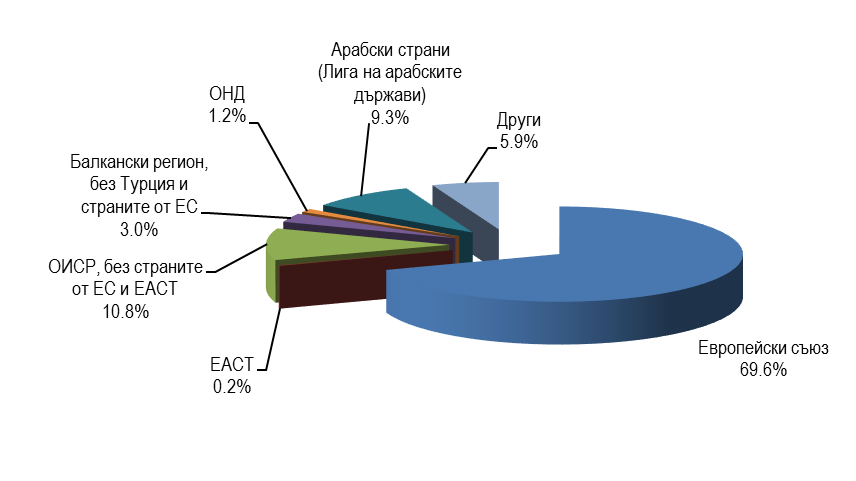 Арабски страни
(Лига на арабските
държави)
9.3%
ОНД
1.2%
Други
5.9%
Балкански регион,
без Турция и
страните от ЕС
3.0%
ОИСР, без страните
от ЕС и ЕАСТ
10.8%
ЕАСТ
0.2%
Европейски съюз
69.6%